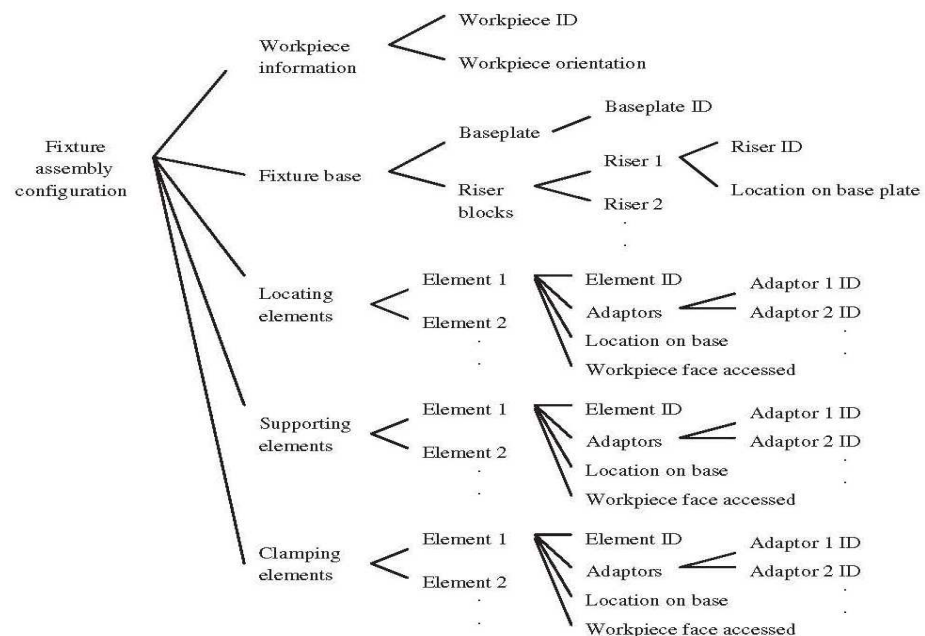 Workpiece ID
Workpiece
information
Workpiece orientation
Fixture
assembly
configuration
Fixture base
Baseplate
Baseplate ID
Riser
blocks
Riser 1
Riser ID
Location on base plate
Riser 2
Locating
elements
Element 1
Element 2
Element ID
Adaptors
Adaptor 1 ID
Adaptor 2 ID
Location on base
Workpiece face accessed
Supporting
elements
Element 1
Element 2
Element ID
Adaptors
Adaptor 1 ID
Adaptor 2 ID
Location on base
Workpiece face accessed
Clamping
elements
Element 1
Element 2
Element ID
Adaptors
Adaptor 1 ID
Adaptor 2 ID
Location on base
Workpiece face accessed